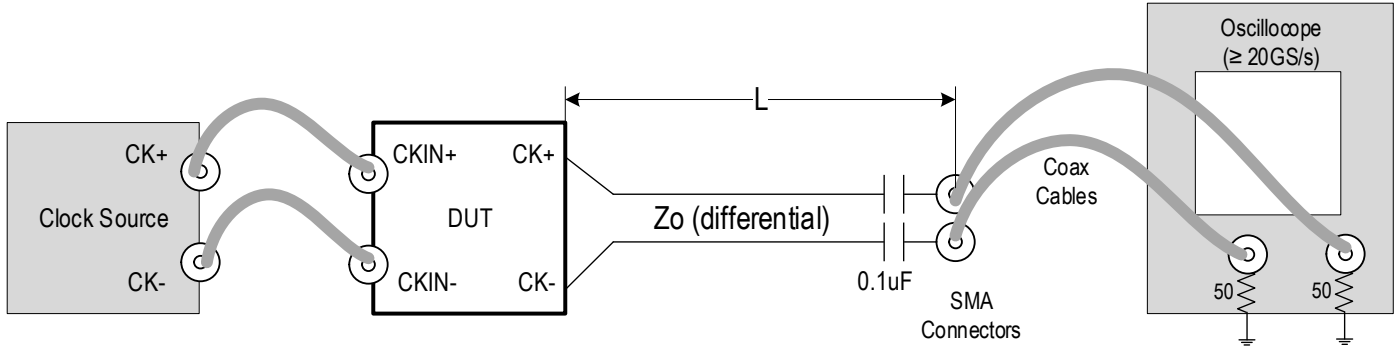 Clock Source
CK+
CK-
CKIN+
CKIN-
DUT
CK+
CK-
L
Zo (differential)
0.1uF
SMA
Connectors
Coax
Cables
Oscillocope
(≥ 20GS/s)
50
50